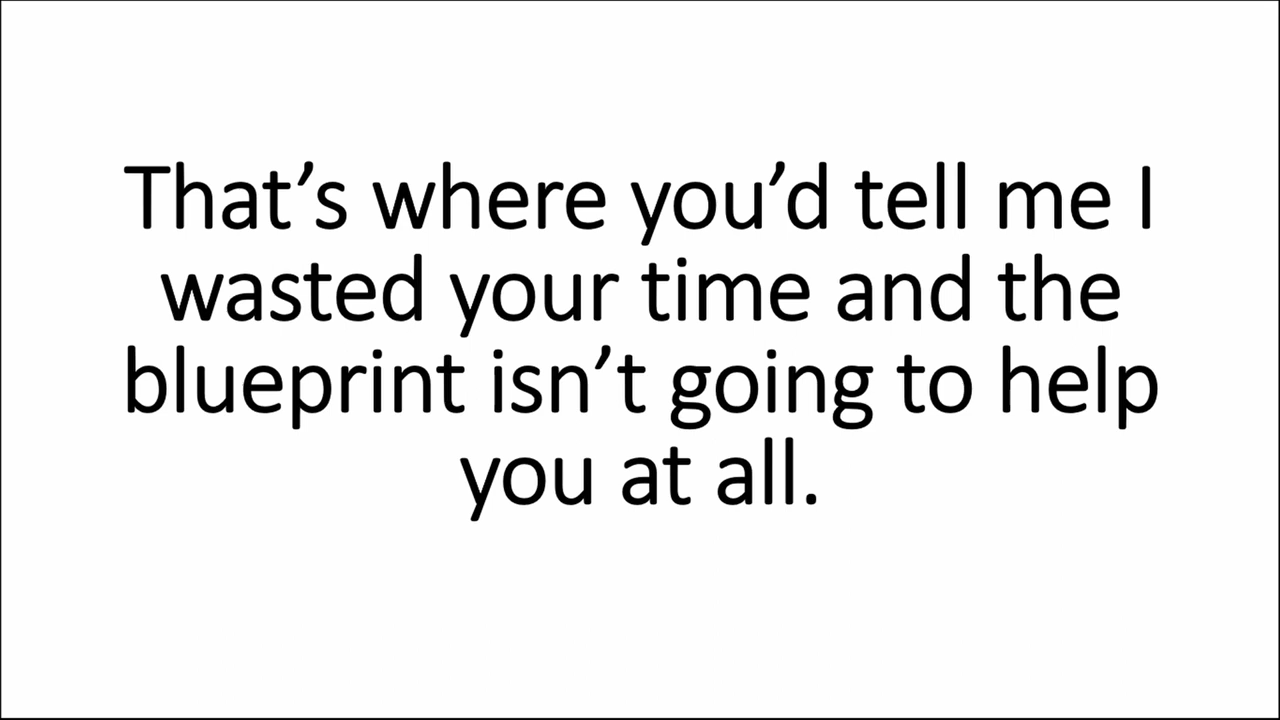 That’s where you’d tell me I
wasted your time and the
blueprint isn’t going to help
you at all.